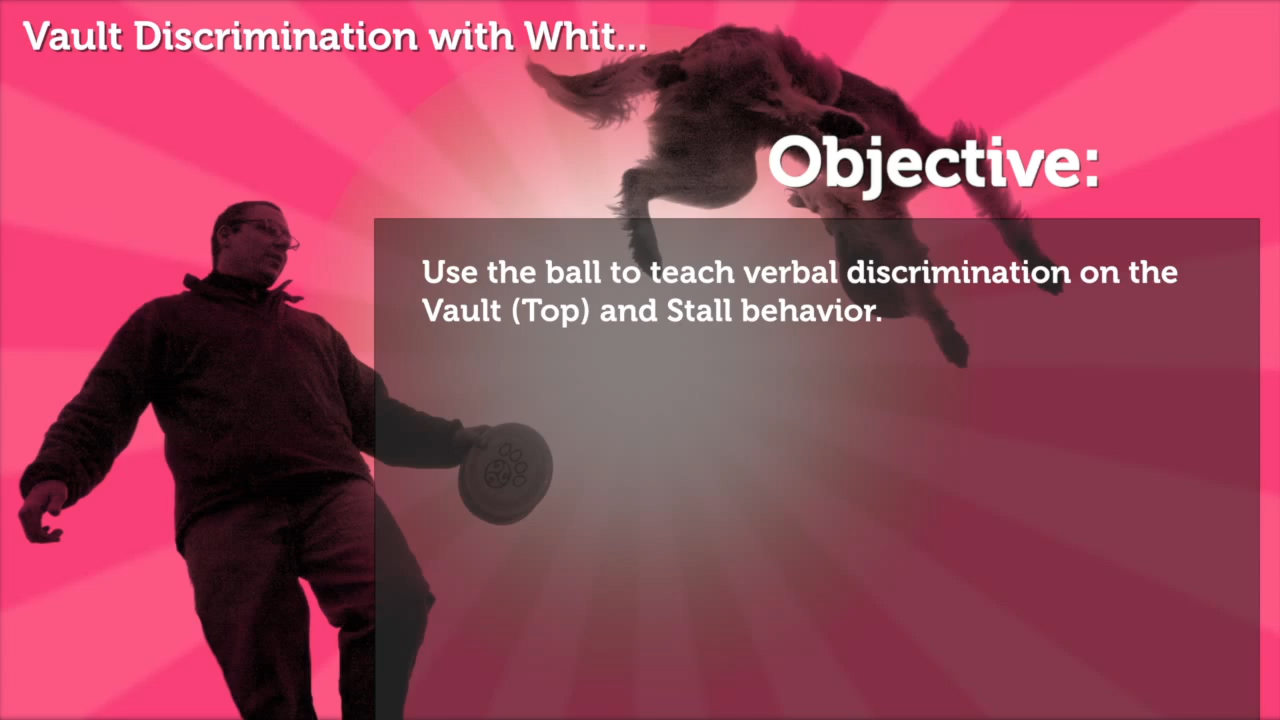 Vault Discrimination with Whit...
Objective:
Use the ball to teach verbal discrimination on the
Vault (Top) and Stall behavior.